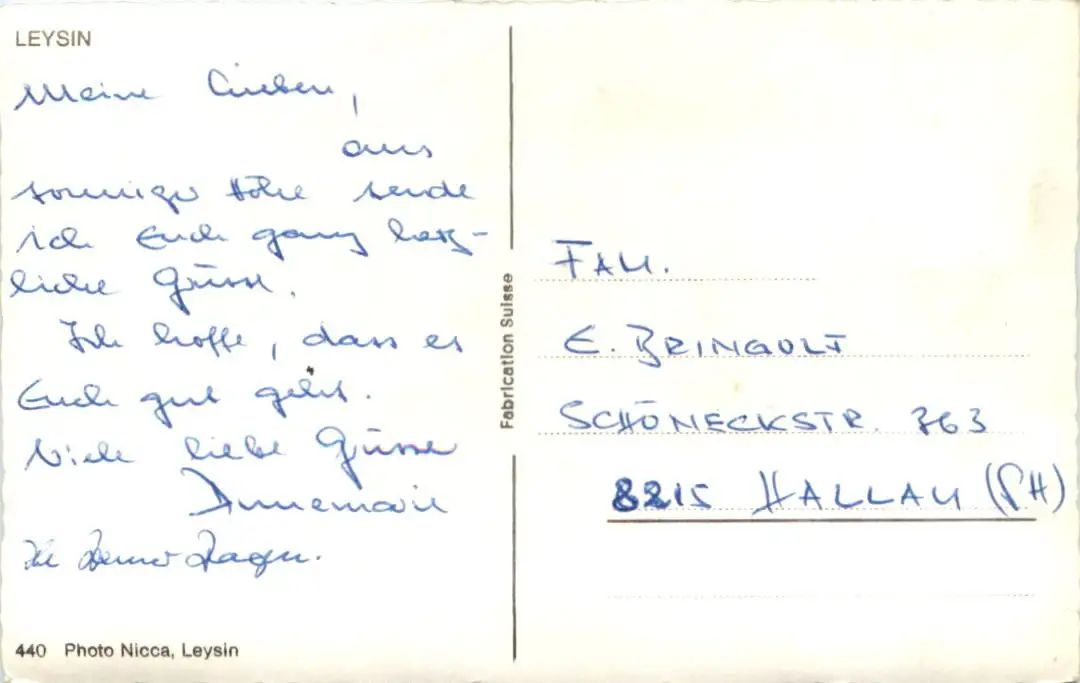 LEYSIN
Meine Lieben,
aus
sonniger Höhe sende
ich Euch ganz herz-
liche Grüsse.
Ich hoffe, dass es
Euch gut geht.
Viele liebe Grüsse
Annemarie
440 Photo Nicca, Leysin
Fabrication Suisse
FAM.
E. BRINGOLF
SCHÖNECKSTR. 363
8215 HALLAU (SH)